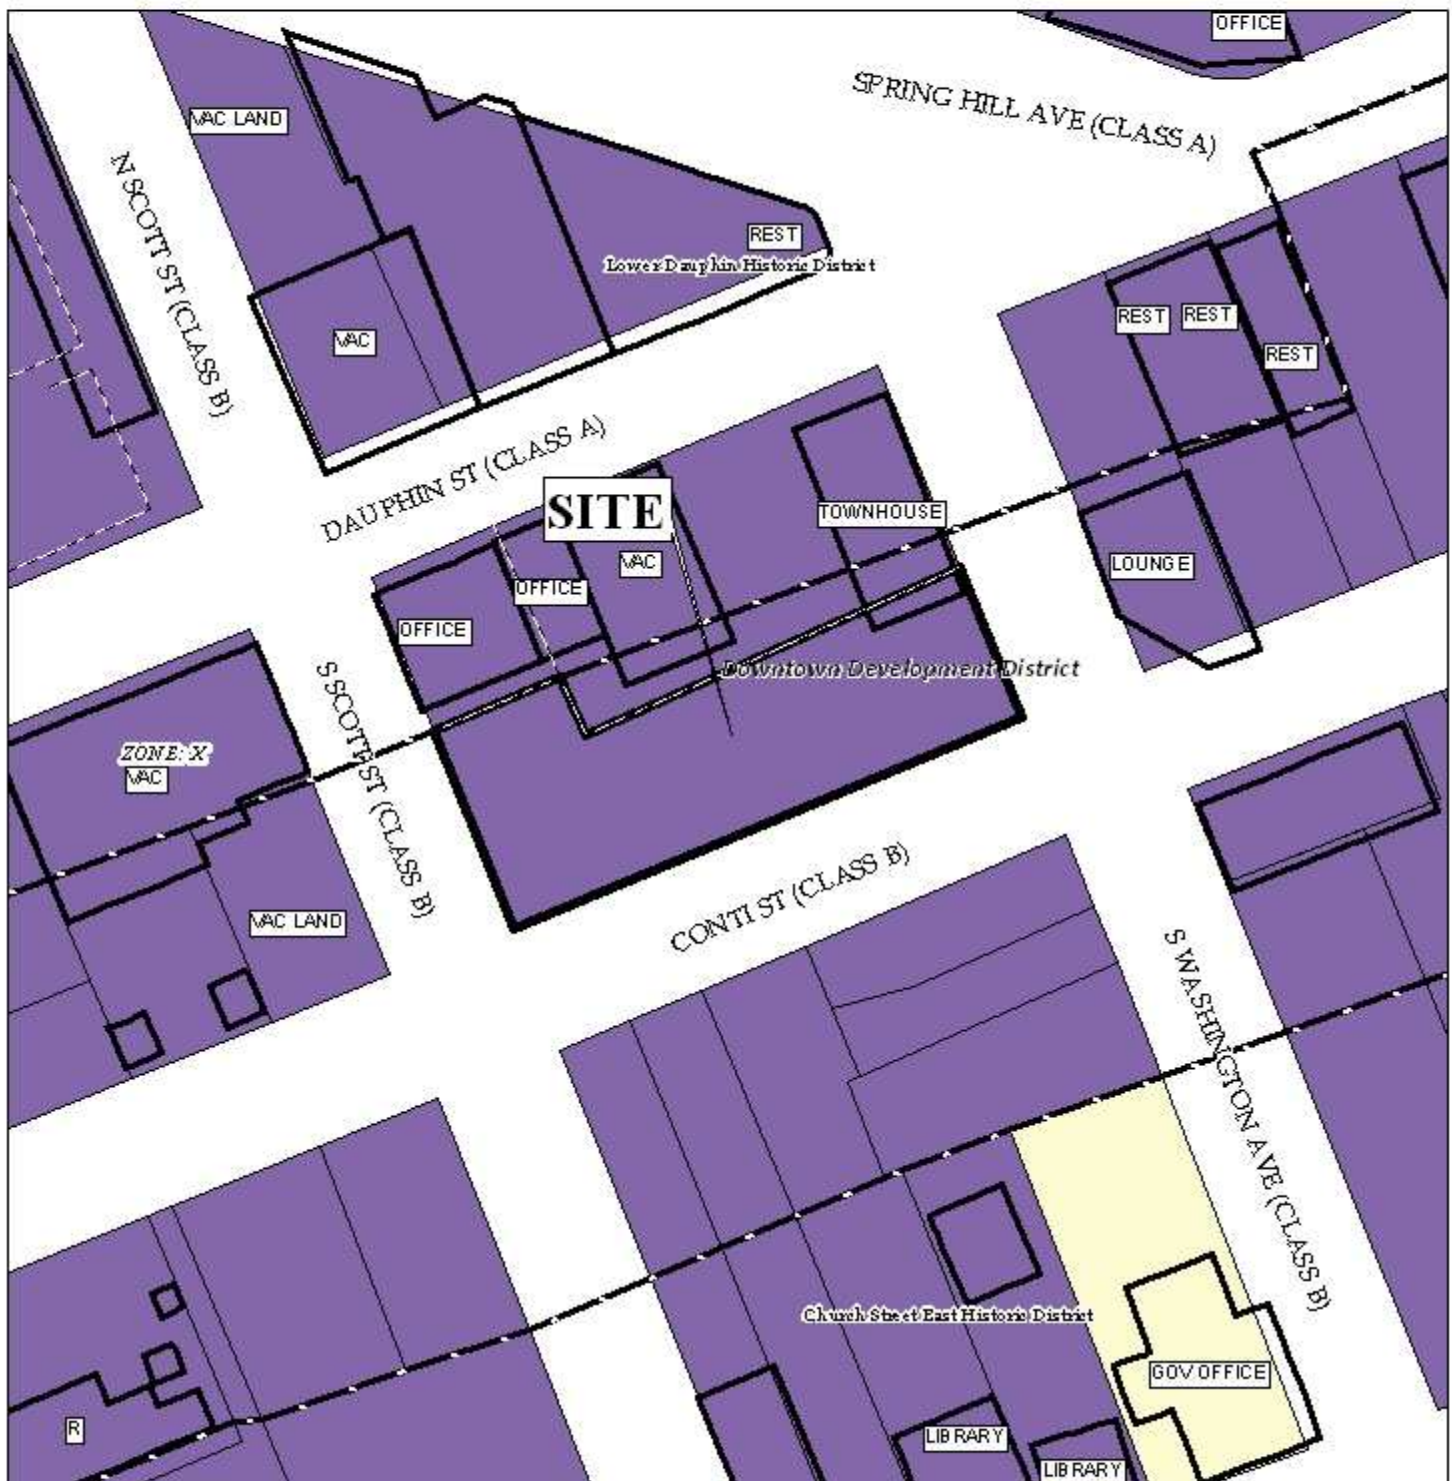 OFFICE
SPRING HILL AVE (CLASS A)
VAC LAND
N SCOTT ST (CLASS B)
REST
Lower Dauphin Historic District
REST
REST
VAC
REST
DAUPHIN ST (CLASS A)
SITE
TOWNHOUSE
VAC
LOUNGE
OFFICE
OFFICE
Downtown Development District
S SCOTT ST (CLASS B)
ZONE: X
VAC
CONTI ST (CLASS B)
VAC LAND
S WASHINGTON AVE (CLASS B)
Church Street East Historic District
GOV OFFICE
R
LIBRARY
LIBRARY